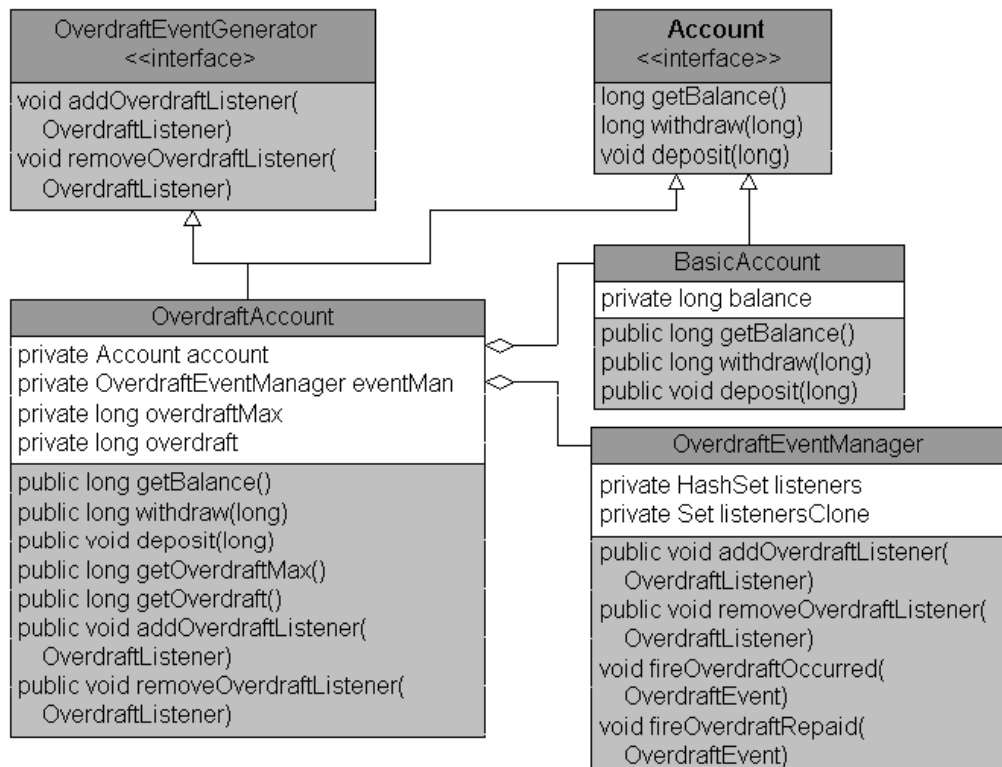 OverdraftEventGenerator
<<interface>
void addOverdraftListener(
OverdraftListener)
void removeOverdraftListener(
OverdraftListener)
Account
<<interface>>
long getBalance()
long withdraw(long)
void deposit(long)
BasicAccount
private long balance
public long getBalance()
public long withdraw(long)
public void deposit(long)
OverdraftAccount
private Account account
private OverdraftEventManager eventMan
private long overdraftMax
private long overdraft
public long getBalance()
public long withdraw(long)
public void deposit(long)
public long getOverdraftMax()
public long getOverdraft()
public void addOverdraftListener(
OverdraftListener)
public void removeOverdraftListener(
OverdraftListener)
OverdraftEventManager
private HashSet listeners
private Set listenersClone
public void addOverdraftListener(
OverdraftListener)
public void removeOverdraftListener(
OverdraftListener)
void fireOverdraftOccurred(
OverdraftEvent)
void fireOverdraftRepaid(
OverdraftEvent)